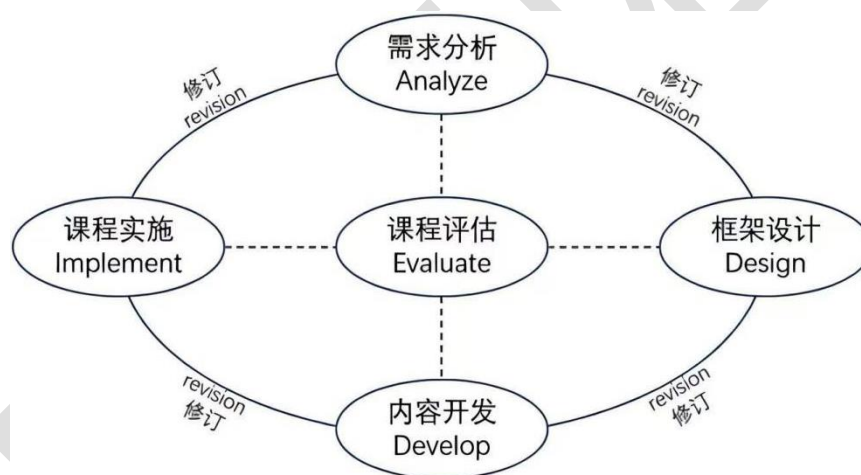 需求分析
Analyze
修订
revision
修订
revision
课程实施
Implement
课程评估
Evaluate
框架设计
Design
revision
修订
revision
修订
内容开发
Develop